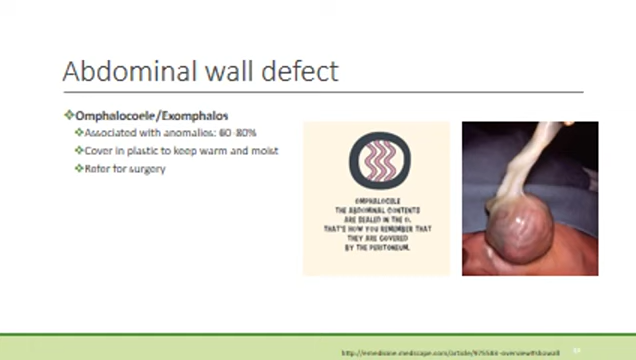 Abdominal wall defect
Omphalocoele/Exomphalos
Associated with anomalies: 60-80%
Cover in plastic to keep warm and moist
Refer for surgery
OMPHALOCELE
THE ABDOMINAL CONTENTS
ARE SEALED IN THE O.
THAT'S HOW YOU REMEMBER THAT
THEY ARE COVERED
BY THE PERITONEUM.